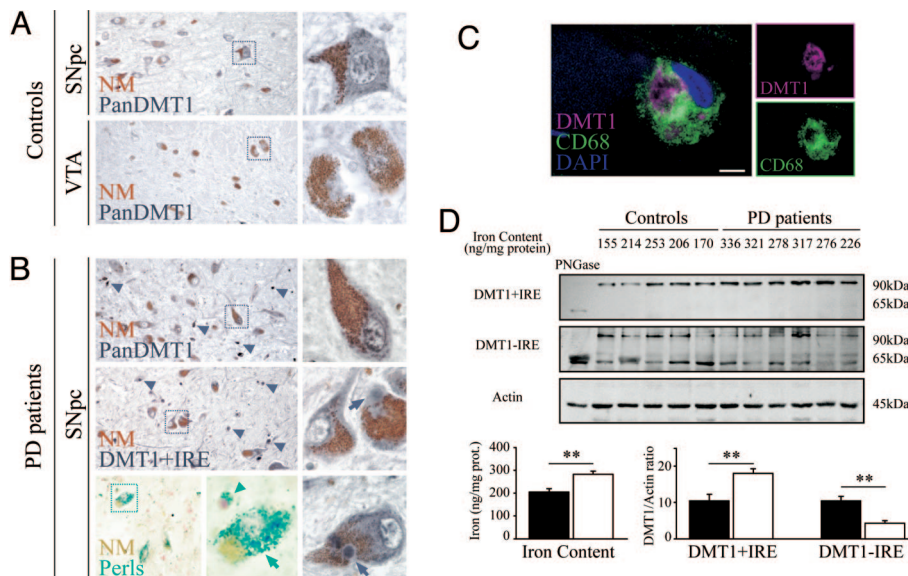 A
Controls
SNpc
NM
PanDMT1
VTA
NM
PanDMT1
B
PD patients
SNpc
NM
PanDMT1
NM
DMT1+IRE
NM
Perls
C
DMT1
CD68
DAPI
DMT1
CD68
D
Controls PD patients
Iron Content
(ng/mg protein)
155 214 253 206 170 336 321 278 317 276 226
PNGase
DMT1+IRE
90kDa
65kDa
DMT1-IRE
90kDa
65kDa
Actin
45kDa
Iron (ng/mg prot.)
400
300
200
100
0
**
Iron Content
DMT1/Actin ratio
20
15
10
5
0
**
**
DMT1+IRE DMT1-IRE